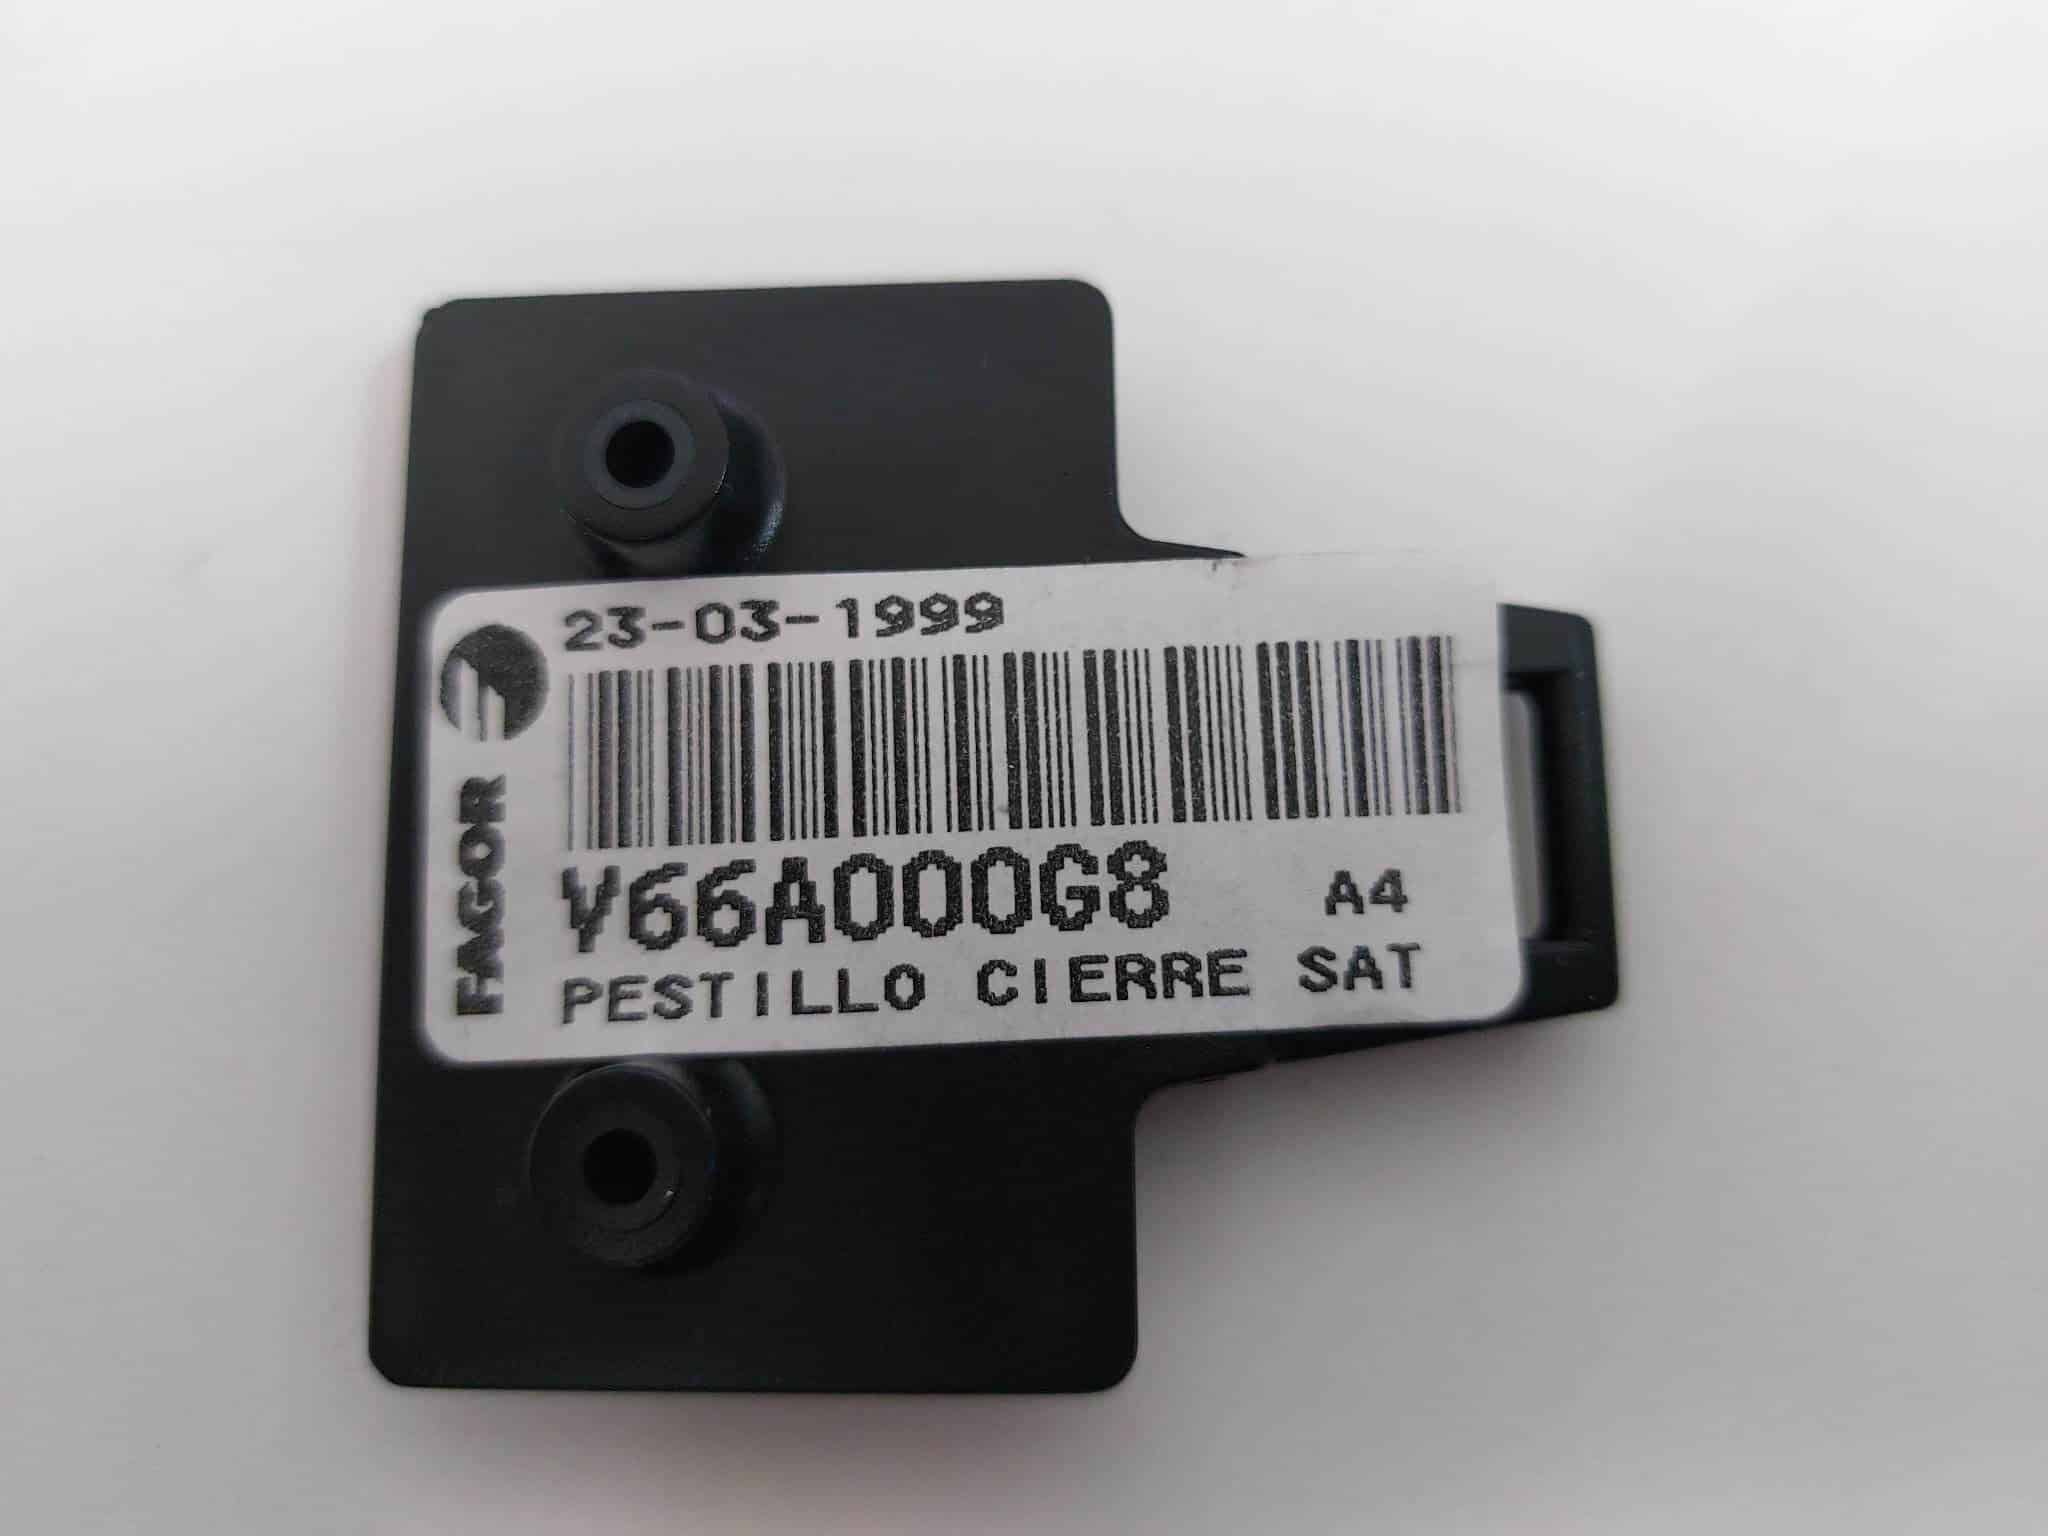 23-03-1999
FAGOR
V66A000G8 A4
PESTILLO CIERRE SAT